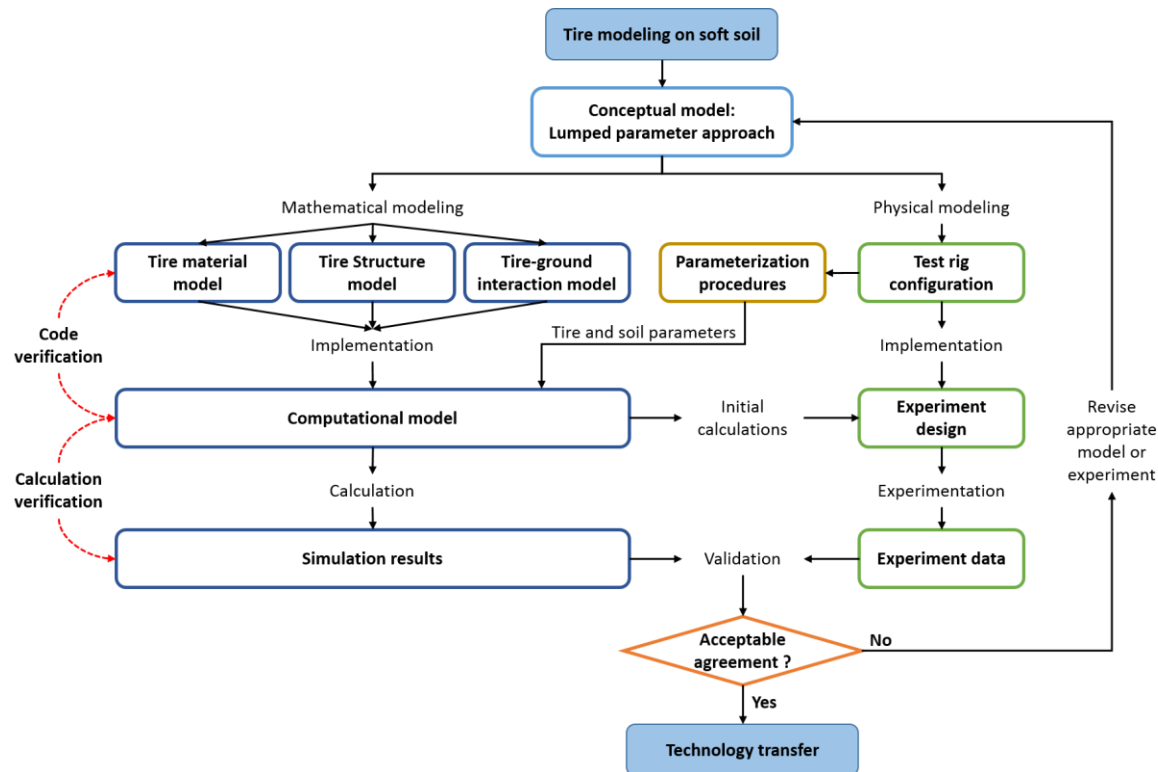 Tire modeling on soft soil
Conceptual model:
Lumped parameter approach
Mathematical modeling
Physical modeling
Tire material
model
Tire Structure
model
Tire-ground
interaction model
Parameterization
procedures
Test rig
configuration
Code
verification
Implementation
Tire and soil parameters
Implementation
Computational model
Initial
calculations
Experiment
design
Revise
appropriate
model or
experiment
Calculation
verification
Calculation
Experimentation
Simulation results
Validation
Experiment data
Acceptable
agreement ?
No
Yes
Technology transfer